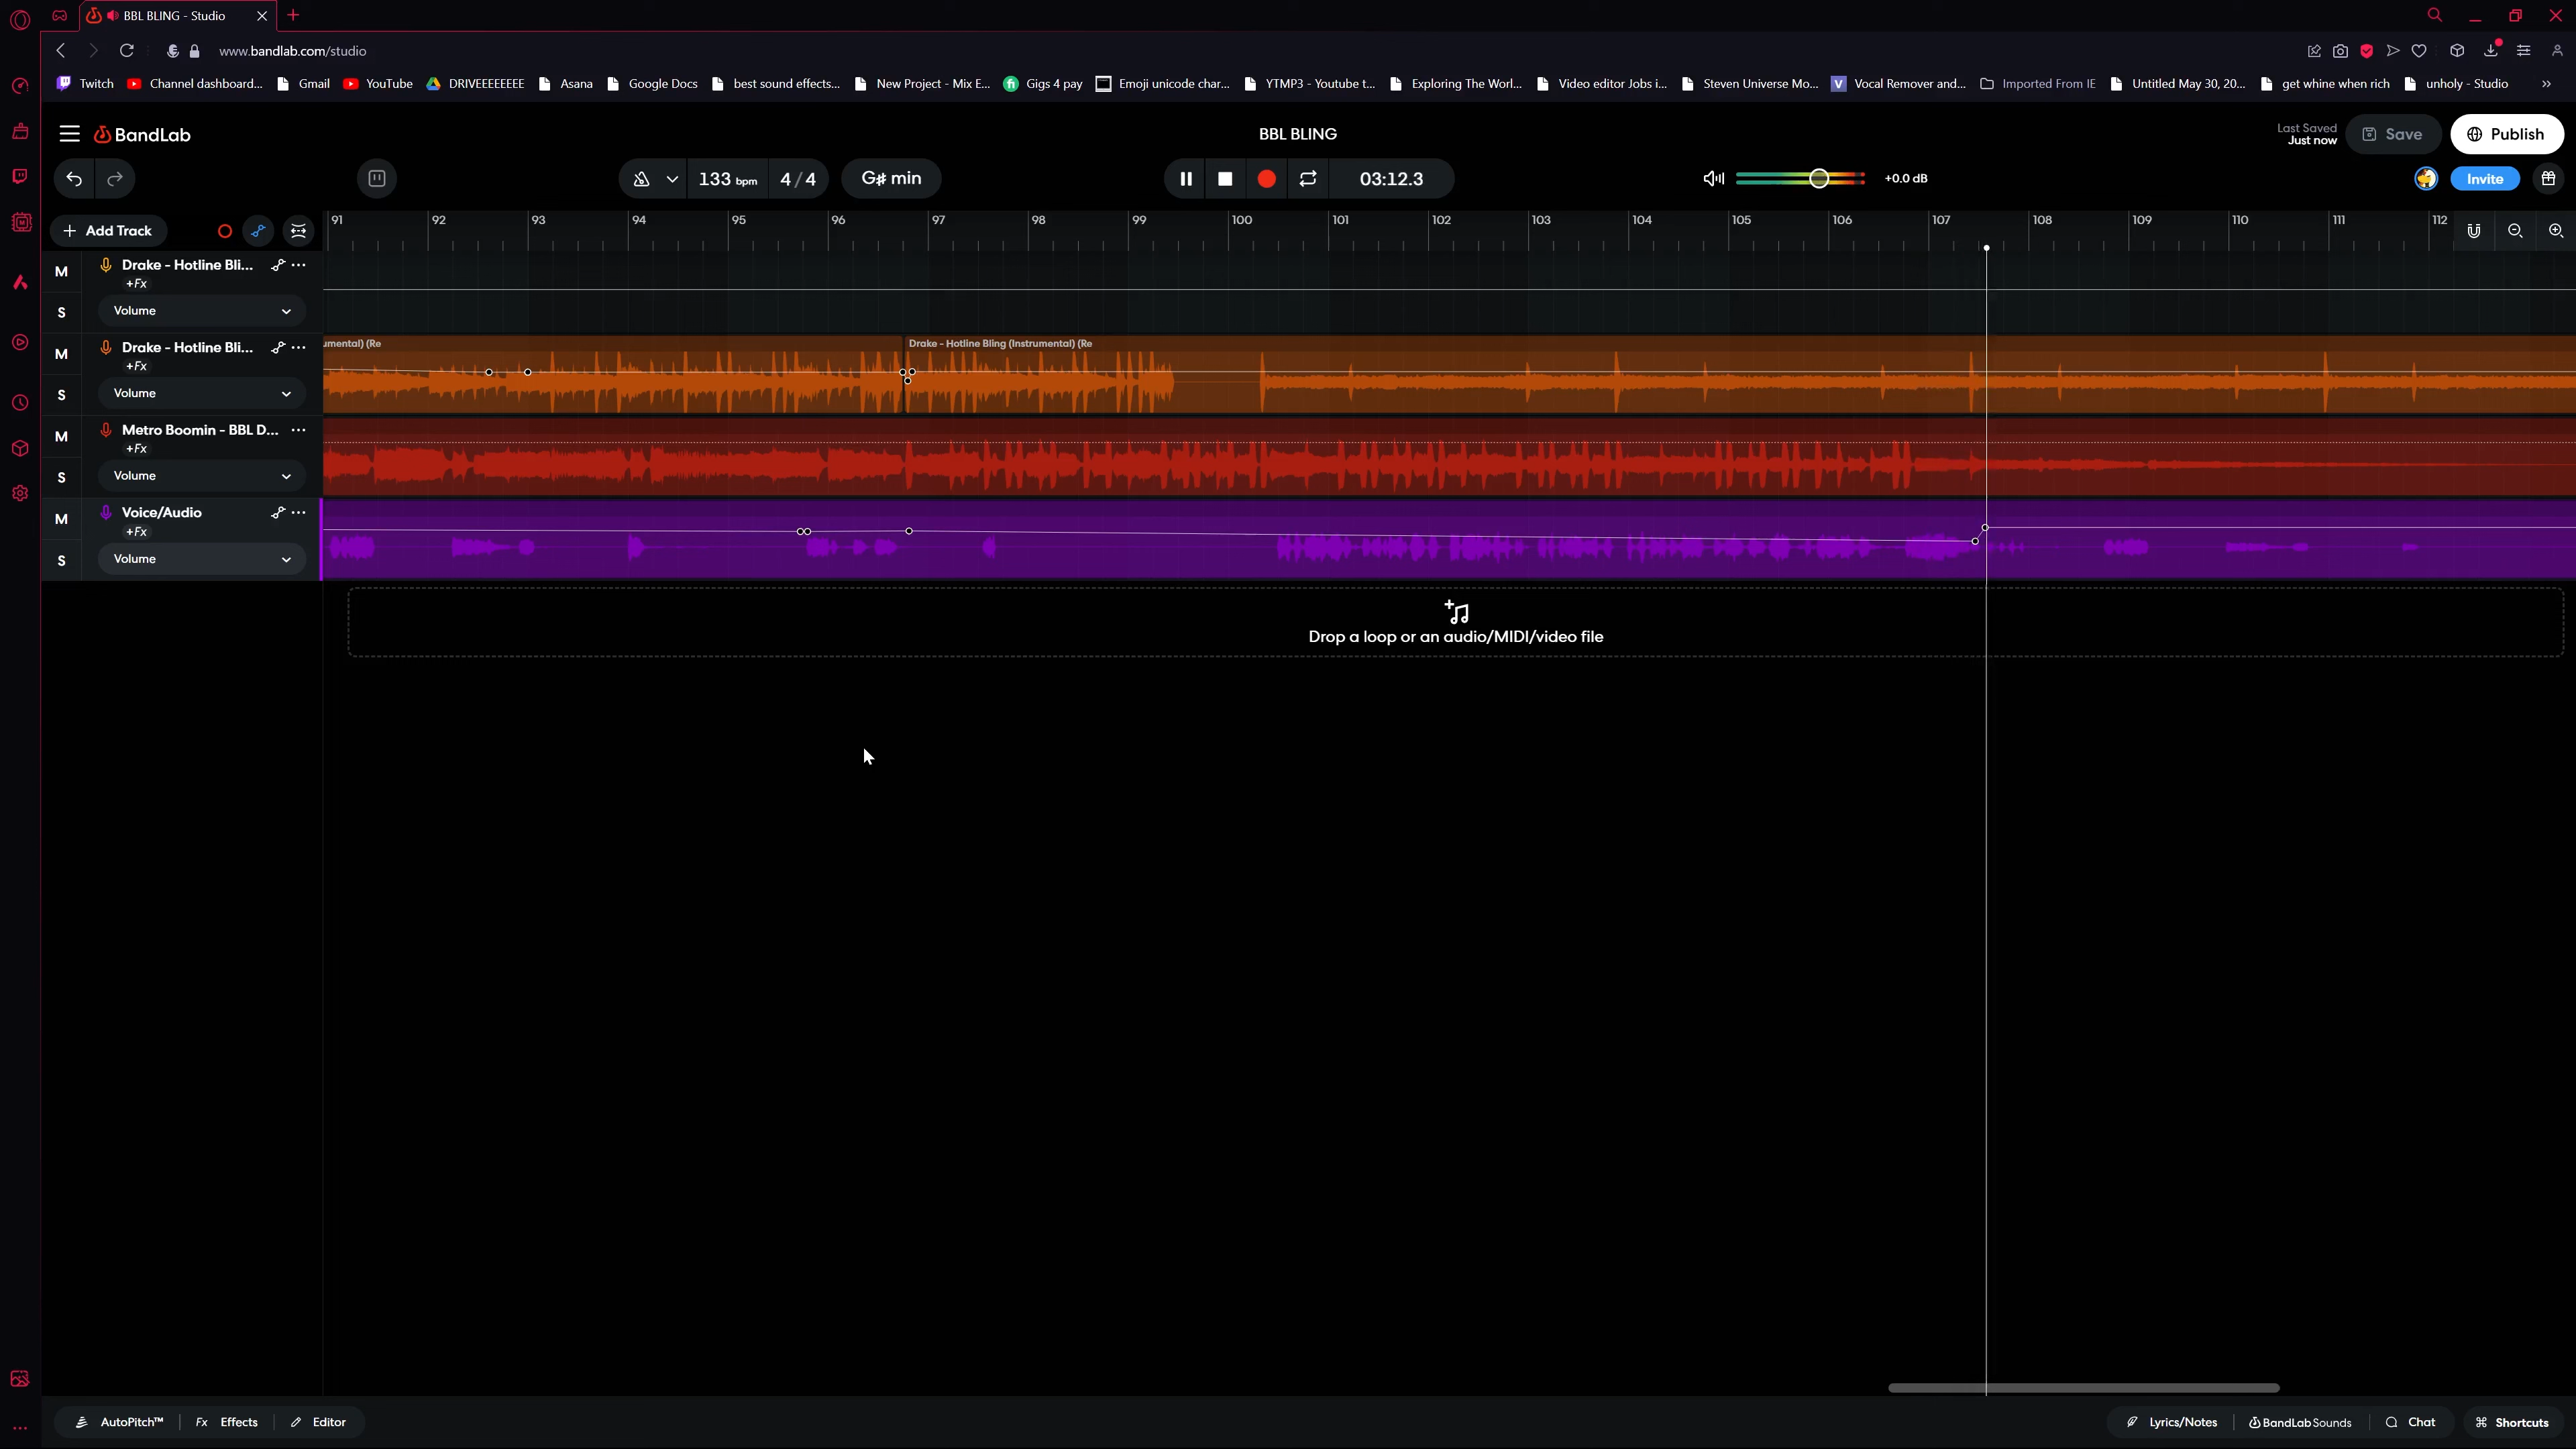 BBL BLING - Studio
www.bandlab.com/studio
Twitch Channel dashboard... Gmail YouTube DRIVEEEEEEE Asana Google Docs best sound effects... New Project - Mix E... Gigs 4 pay Emoji unicode char... YTMP3 - Youtube t... Exploring The Worl... Video editor Jobs i... Steven Universe Mo... V Vocal Remover and... Imported From IE Untitled May 30, 20... get whine when rich unholy - Studio »
BandLab
BBL BLING
Last Saved
Just now
Save
Publish
133 bpm 4/4 G# min 03:12.3 +0.0 dB Invite
+ Add Track
91 92 93 94 95 96 97 98 99 100 101 102 103 104 105 106 107 108 109 110 111 112
M Drake - Hotline Bli... ...
+Fx
S Volume
M Drake - Hotline Bli... ...
+Fx
S Volume
umental) (Re
Drake - Hotline Bling (Instrumental) (Re
M Metro Boomin - BBL D... ...
+Fx
S Volume
M Voice/Audio ...
+Fx
S Volume
Drop a loop or an audio/MIDI/video file
AutoPitch™ Fx Effects Editor
Lyrics/Notes BandLab Sounds Chat Shortcuts